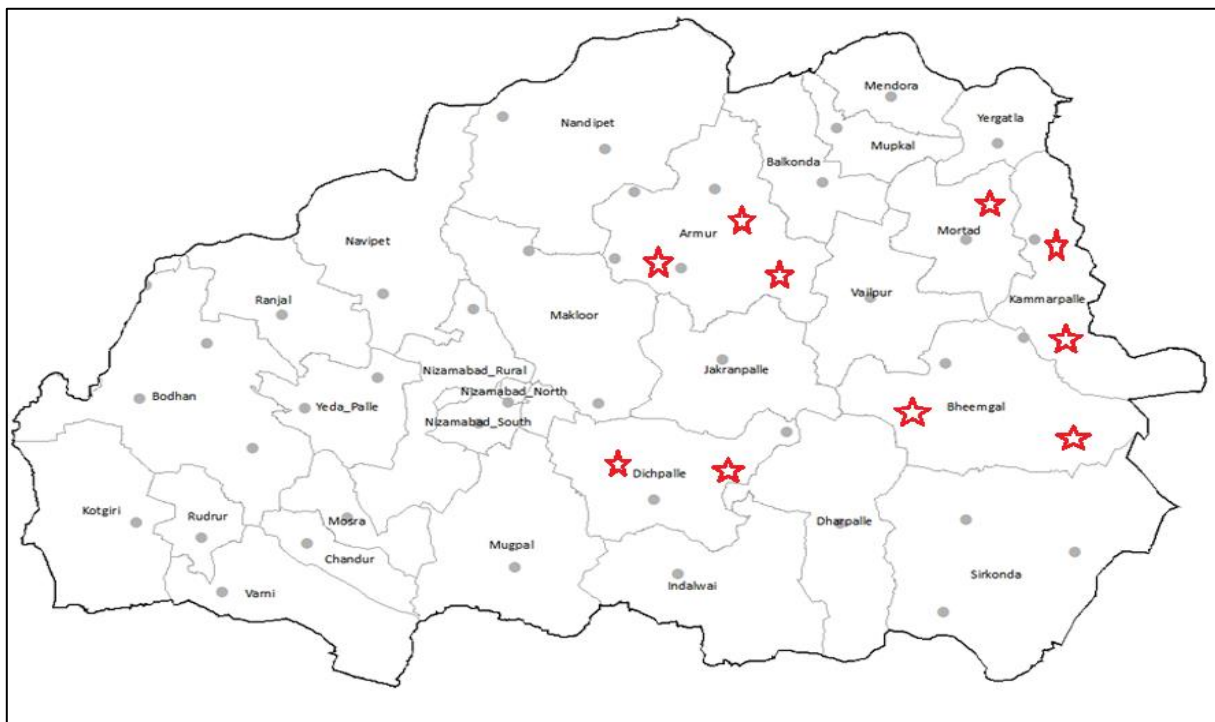 Mendora
Yergatla
Nandipet
Mupkal
Balkonda
Mortad
Armur
Navipet
Ranjal
Vailpur
Kammarpalle
Makloor
Jakranpalle
Nizamabad_Rural
Nizamabad_North
Bodhan
Yeda_Palle
Nizamabad_South
Bheemgal
Dichpalle
Kotgiri
Rudrur
Mosra
Dharpalle
Chandur
Mugpal
Sirkonda
Indalwai
Varni